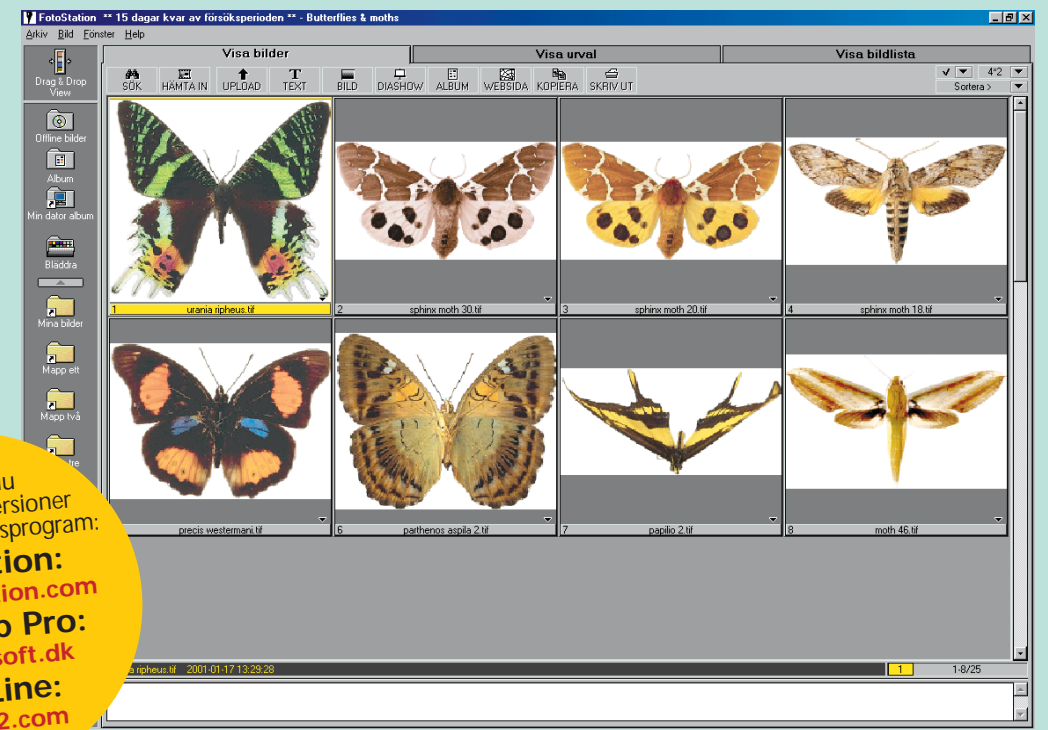 FotoStation ** 15 dagar kvar av försöksperioden ** - Butterflies & moths
Arkiv Bild Fönster Help
Drag & Drop
View
Visa bilder
Visa urval
Visa bildlista
SÖK HÄMTA IN UPLOAD TEXT BILD DIASHOW ALBUM WEBSIDA KOPIERA SKRIV UT
4*2
Sortera >
Offline bilder
Album
Min dator album
Bläddra
Mina bilder
Mapp ett
Mapp två
tre
1 urania ripheus.tif
2 sphinx moth 30.tif
3 sphinx moth 20.tif
4 sphinx moth 18.tif
precis westermani.tif
6 parthenos aspila 2.tif
7 papilio 2.tif
8 moth 46.tif
ripheus.tif 2001-01-17 13:29:28
1
1-8/25
nu
ersioner
sprogram:
tion:
ion.com
p Pro:
soft.dk
Line:
2.com